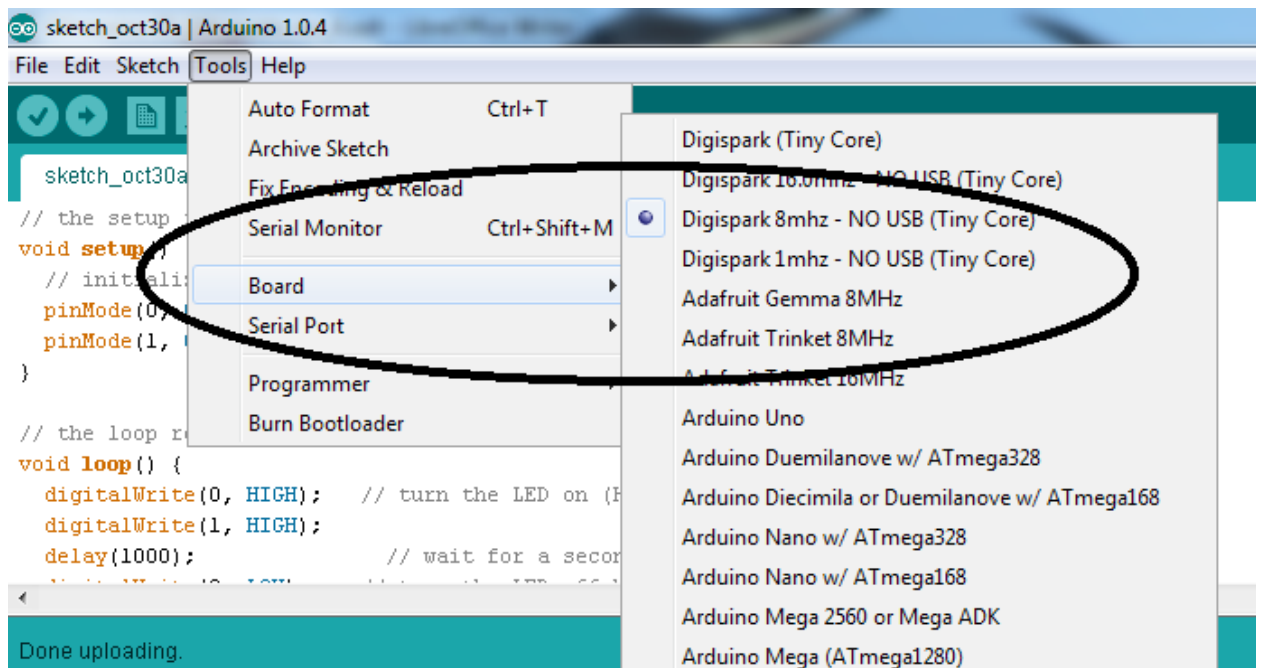 sketch_oct30a | Arduino 1.0.4
File Edit Sketch Tools Help
Auto Format Ctrl+T
Archive Sketch
Fix Encoding & Reload
Serial Monitor Ctrl+Shift+M
Board
Serial Port
Programmer
Burn Bootloader
Digispark (Tiny Core)
Digispark 16.0mhz - NO USB (Tiny Core)
Digispark 8mhz - NO USB (Tiny Core)
Digispark 1mhz - NO USB (Tiny Core)
Adafruit Gemma 8MHz
Adafruit Trinket 8MHz
Adafruit Trinket 16MHz
Arduino Uno
Arduino Duemilanove w/ ATmega328
Arduino Diecimila or Duemilanove w/ ATmega168
Arduino Nano w/ ATmega328
Arduino Nano w/ ATmega168
Arduino Mega 2560 or Mega ADK
Arduino Mega (ATmega1280)
sketch_oct30a
// the setup
void setup()
// initialis
pinMode(0,
pinMode(1,
}
// the loop
void loop() {
digitalWrite(0, HIGH); // turn the LED on
digitalWrite(1, HIGH);
delay(1000); // wait for a secon
Done uploading.